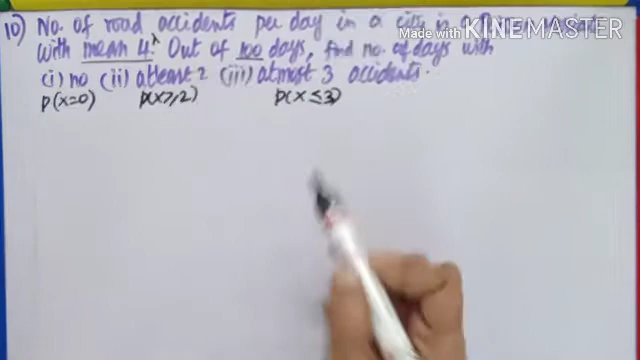 10) No. of road accidents per day in a city is a
Made with KINEMASTER
with mean 4. λ Out of 100 days, find no. of days with
(i) no (ii) atleast 2 (iii) atmost 3 accidents.
P(X=0) P(X≥2) P(X≤3)